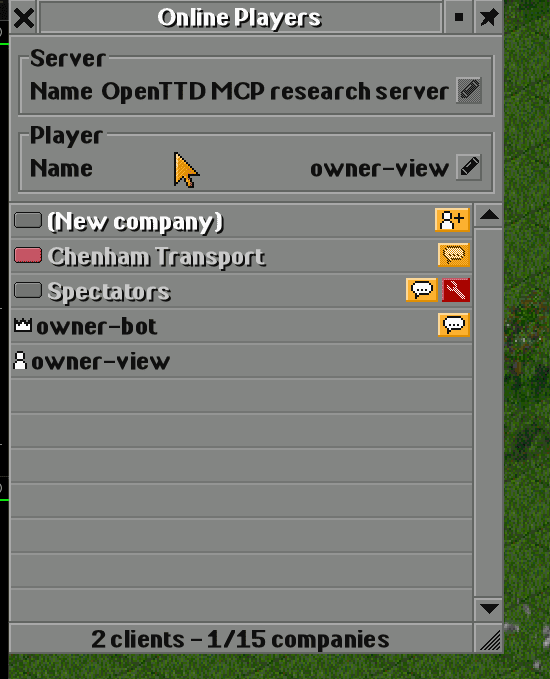 Online Players
Server
Name OpenTTD MCP research server
Player
Name owner-view
(New company)
Chenham Transport
Spectators
owner-bot
owner-view
2 clients - 1/15 companies